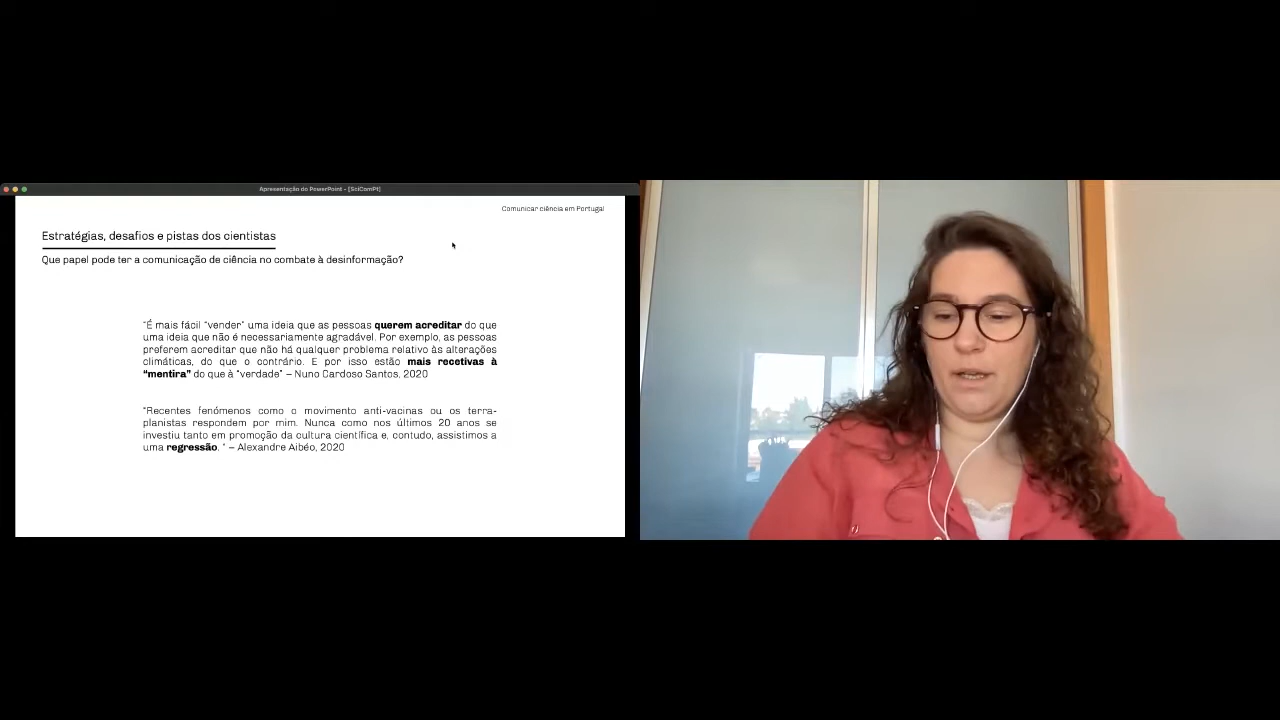 Apresentação do PowerPoint - [SciComPt]
Comunicar ciência em Portugal
Estratégias, desafios e pistas dos cientistas
Que papel pode ter a comunicação de ciência no combate à desinformação?
"É mais fácil "vender" uma ideia que as pessoas querem acreditar do que
uma ideia que não é necessariamente agradável. Por exemplo, as pessoas
preferem acreditar que não há qualquer problema relativo às alterações
climáticas, do que o contrário. E por isso estão mais recetivas à
"mentira" do que à "verdade" – Nuno Cardoso Santos, 2020
"Recentes fenómenos como o movimento anti-vacinas ou os terra-
planistas respondem por mim. Nunca como nos últimos 20 anos se
investiu tanto em promoção da cultura científica e, contudo, assistimos a
uma regressão. " – Alexandre Aibéo, 2020